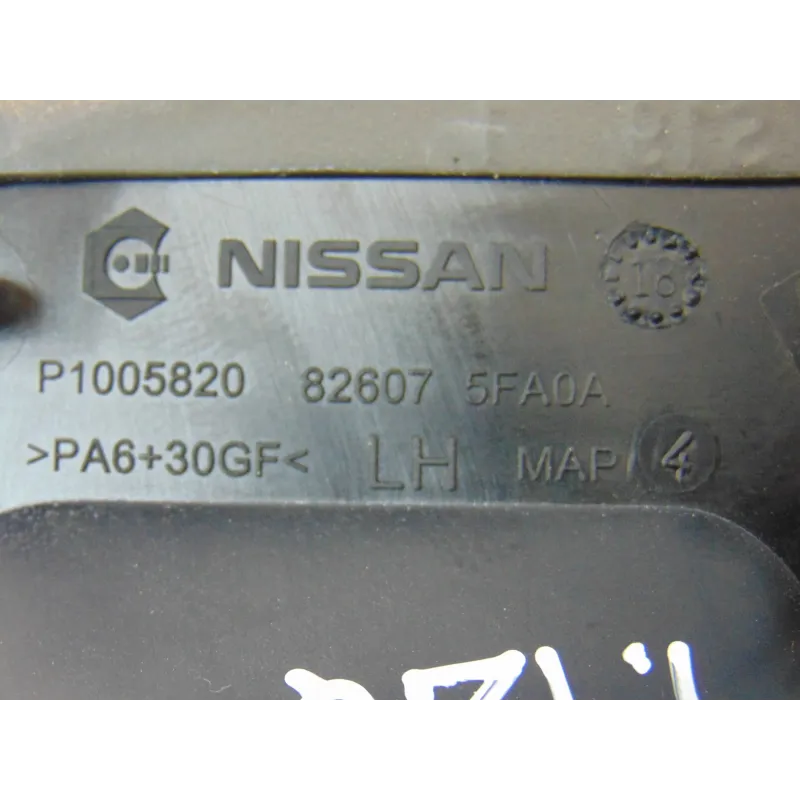 NISSAN 16
P1005820 82607 5FA0A
>PA6+30GF< LH MAP 4